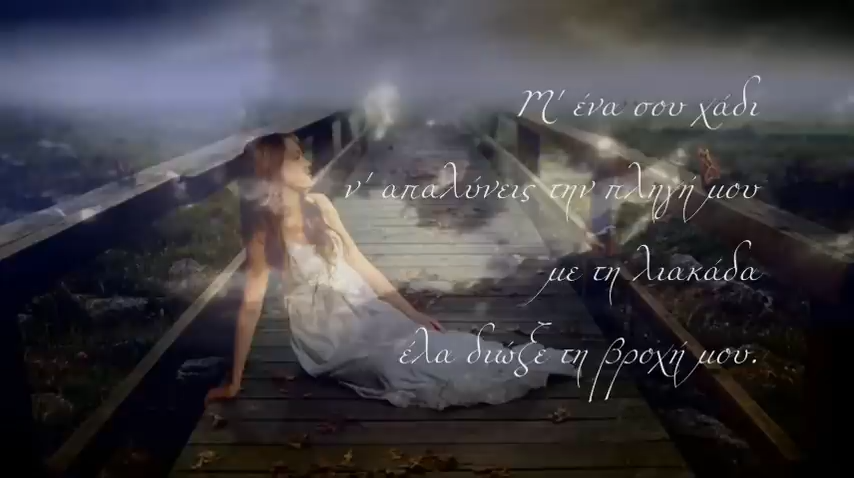 Μ' ένα σου χάδι
ν' απαλύνεις την πληγή μου
με τη λιακάδα
έλα διώξε τη βροχή μου.